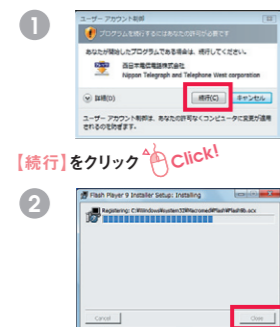 1
ユーザー アカウント制御
プログラムを続行するにはあなたの許可が必要です
あなたが開始したプログラムである場合は、続行してください。
西日本電信電話株式会社
Nippon Telegraph and Telephone West corporation
詳細(D)
続行(C)
キャンセル
ユーザー アカウント制御は、あなたの許可なくコンピュータに変更が適用
されるのを防ぎます。
【続行】をクリック Click!
2
Flash Player 9 Installer Setup: Installing
Registering: C:\Windows\system32\Macromed\Flash\Flash9b.ocx
Cancel
Close